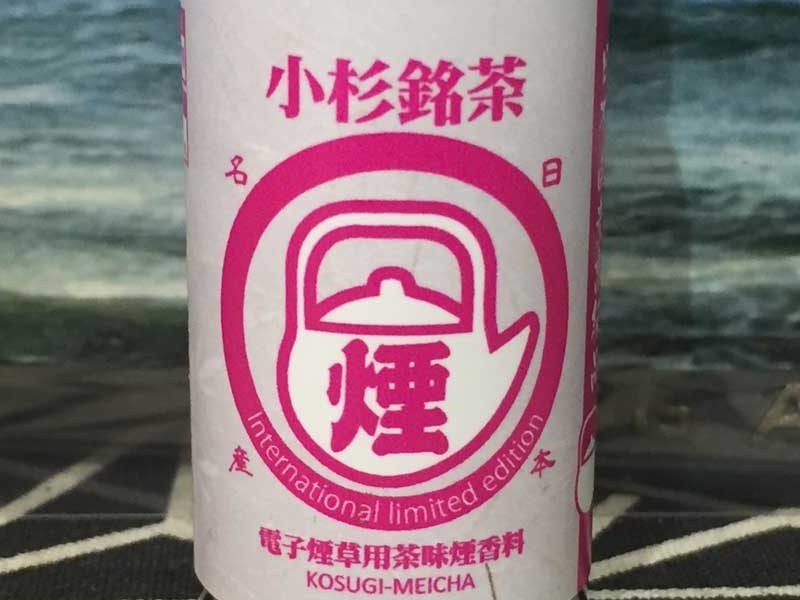 小杉銘茶
日本
名産
煙
International limited edition
電子煙草用茶味煙香料
KOSUGI-MEICHA